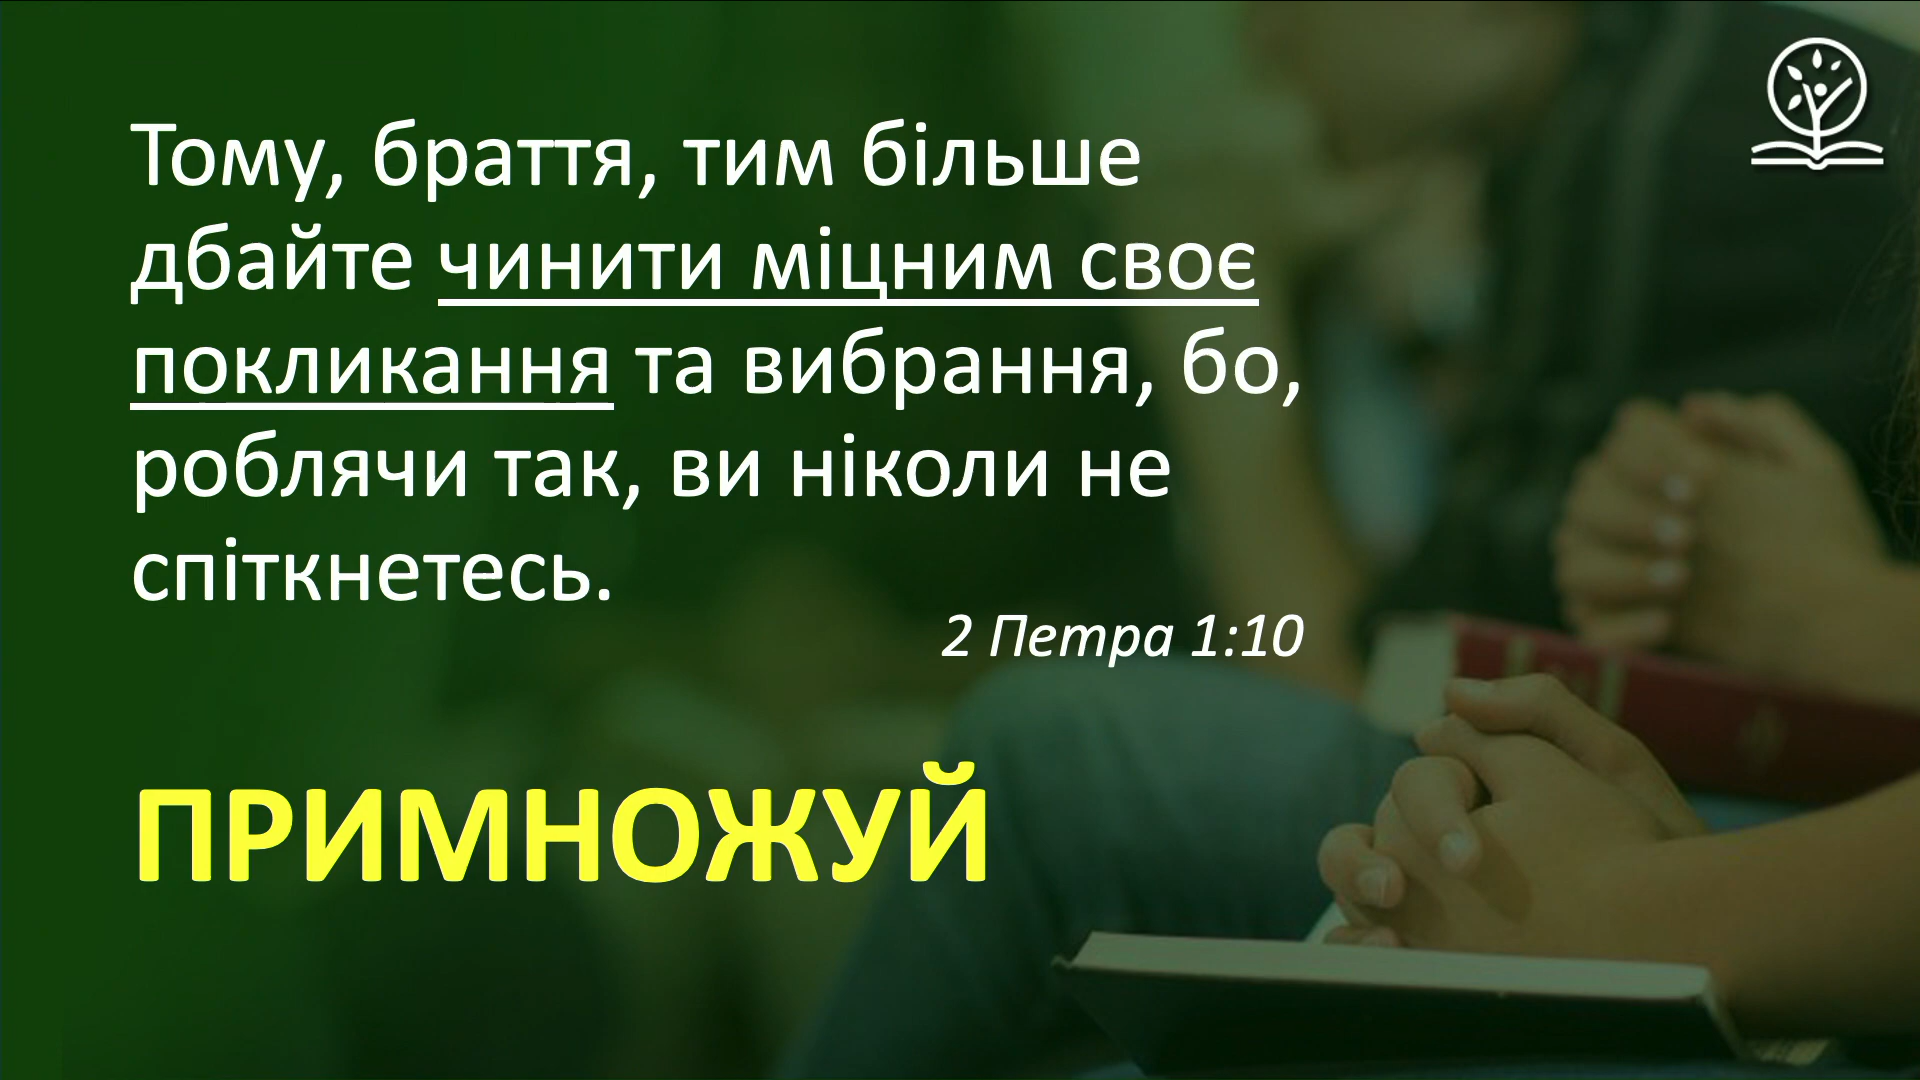 Тому, браття, тим більше
дбайте чинити міцним своє
покликання та вибрання, бо,
роблячи так, ви ніколи не
спіткнетесь.
2 Петра 1:10
ПРИМНОЖУЙ